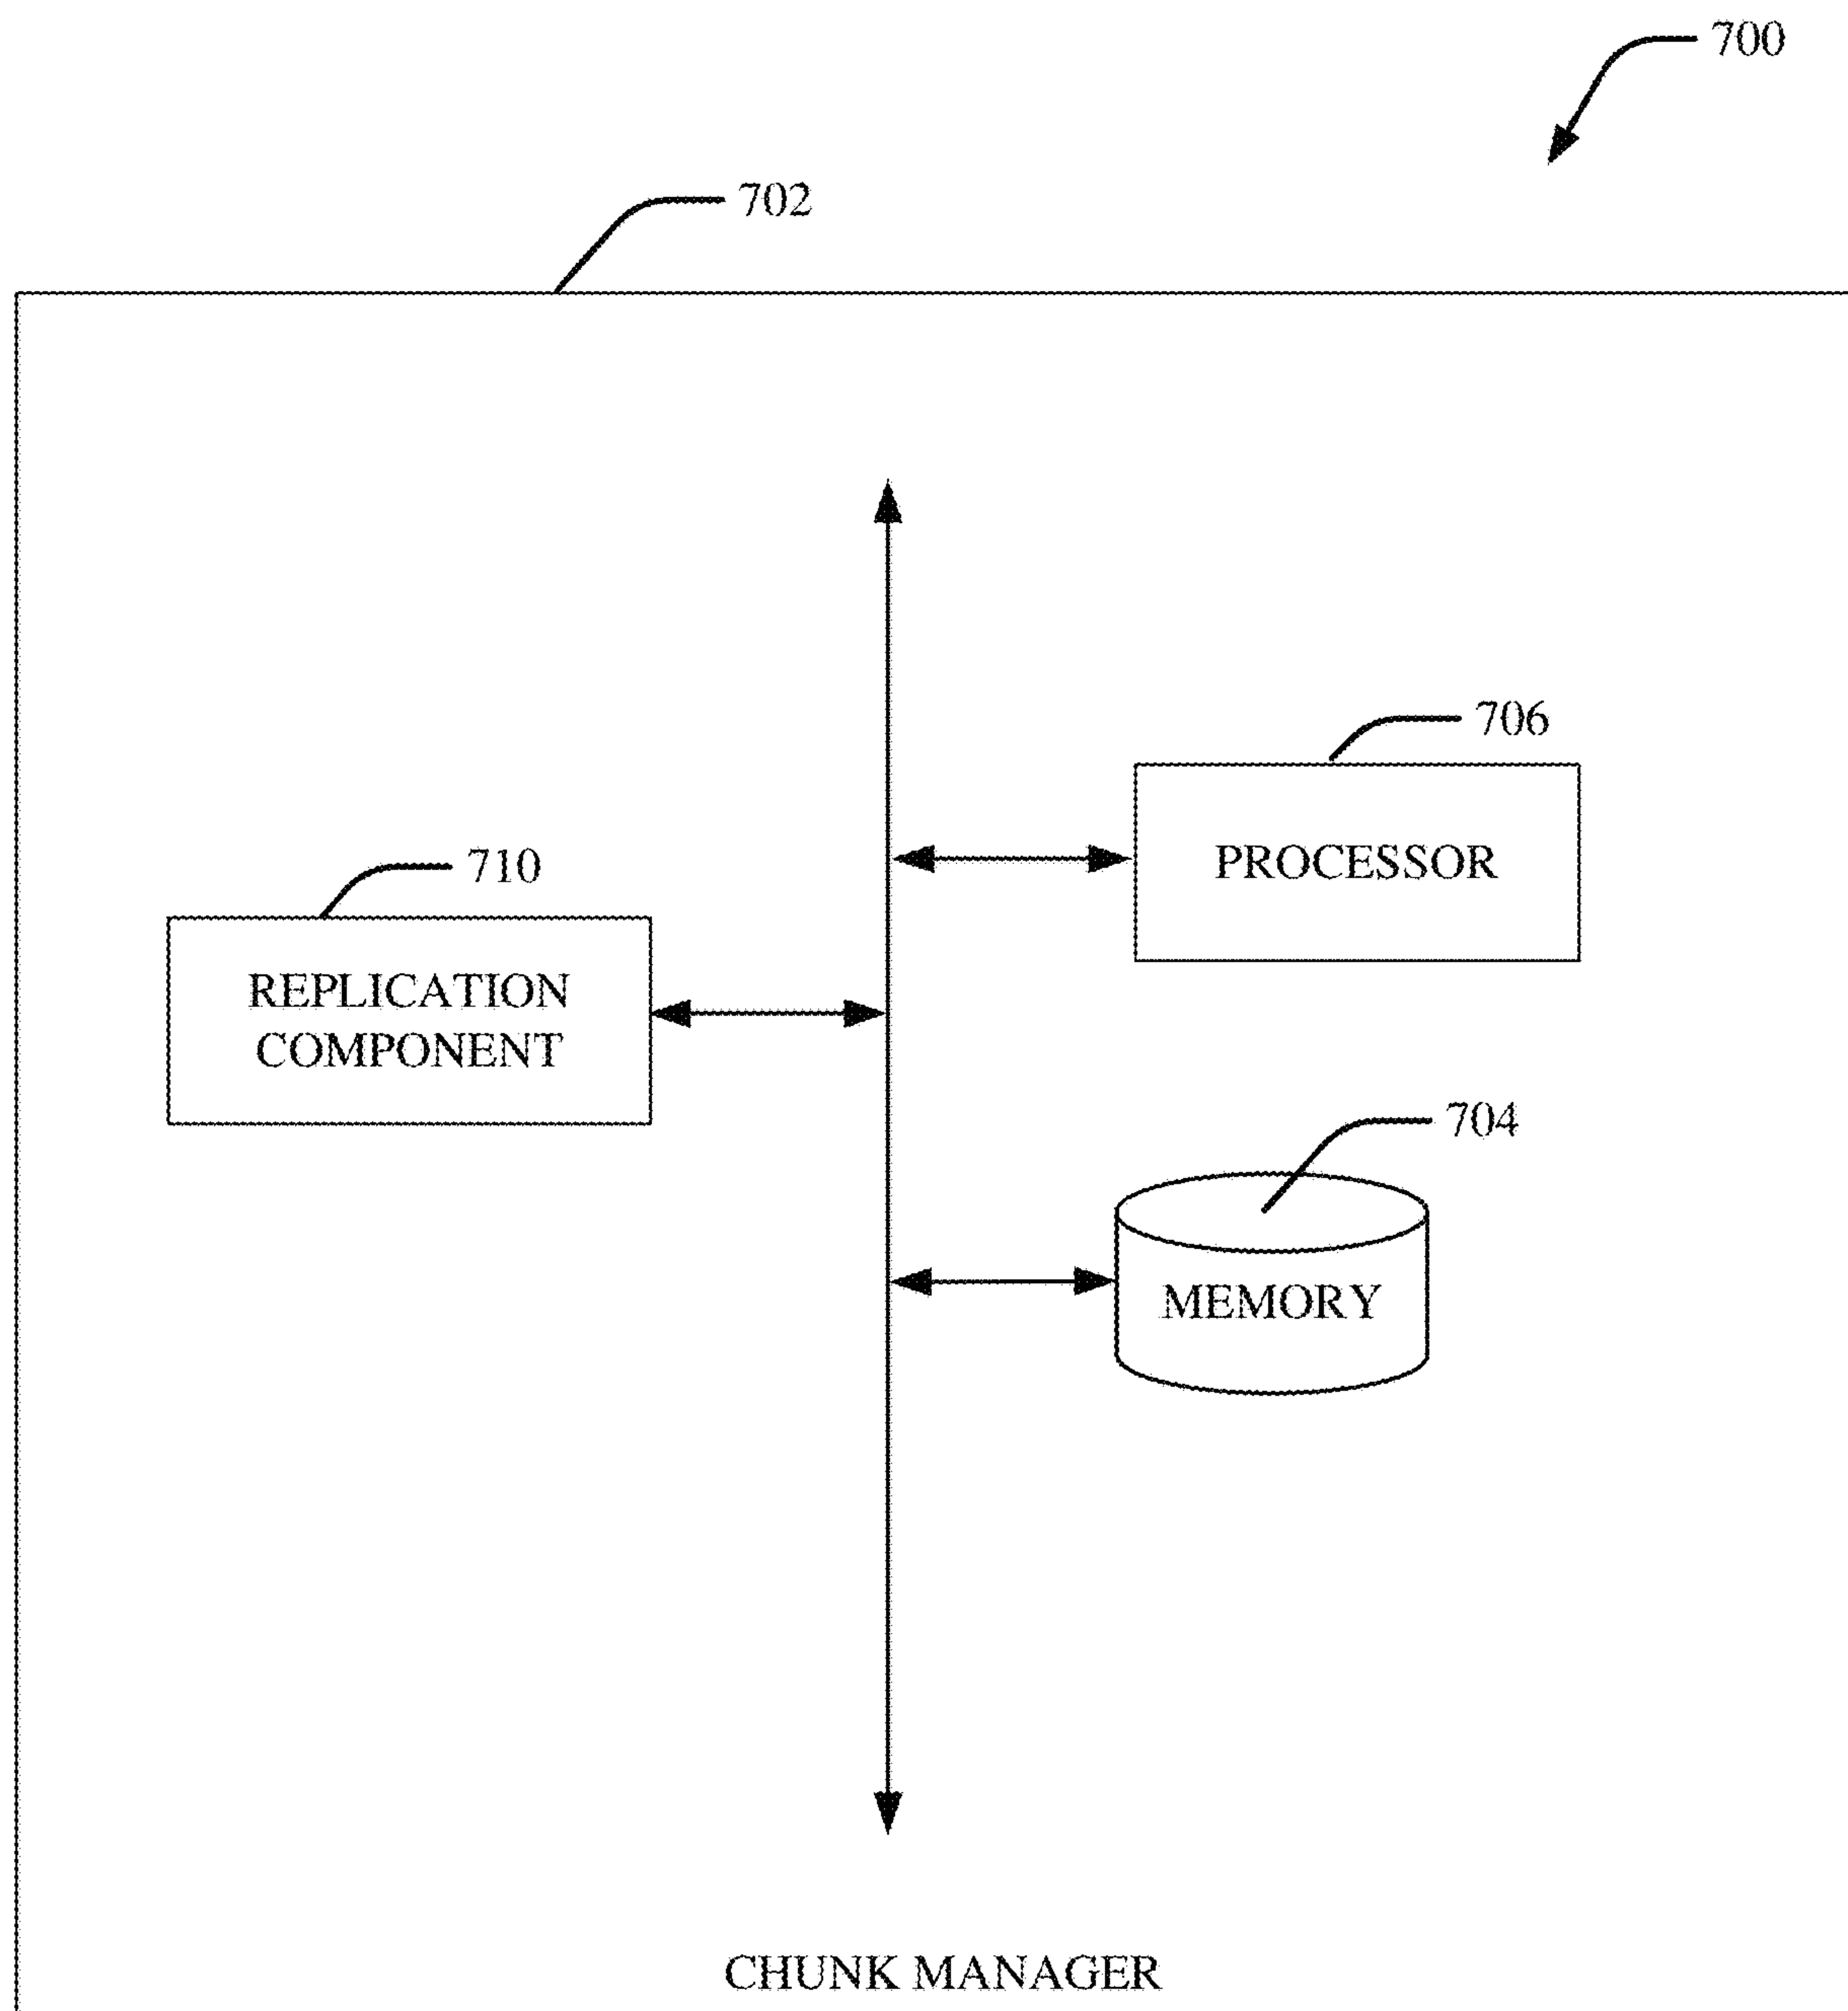 700
702
706
PROCESSOR
710
REPLICATION
COMPONENT
704
MEMORY
CHUNK MANAGER